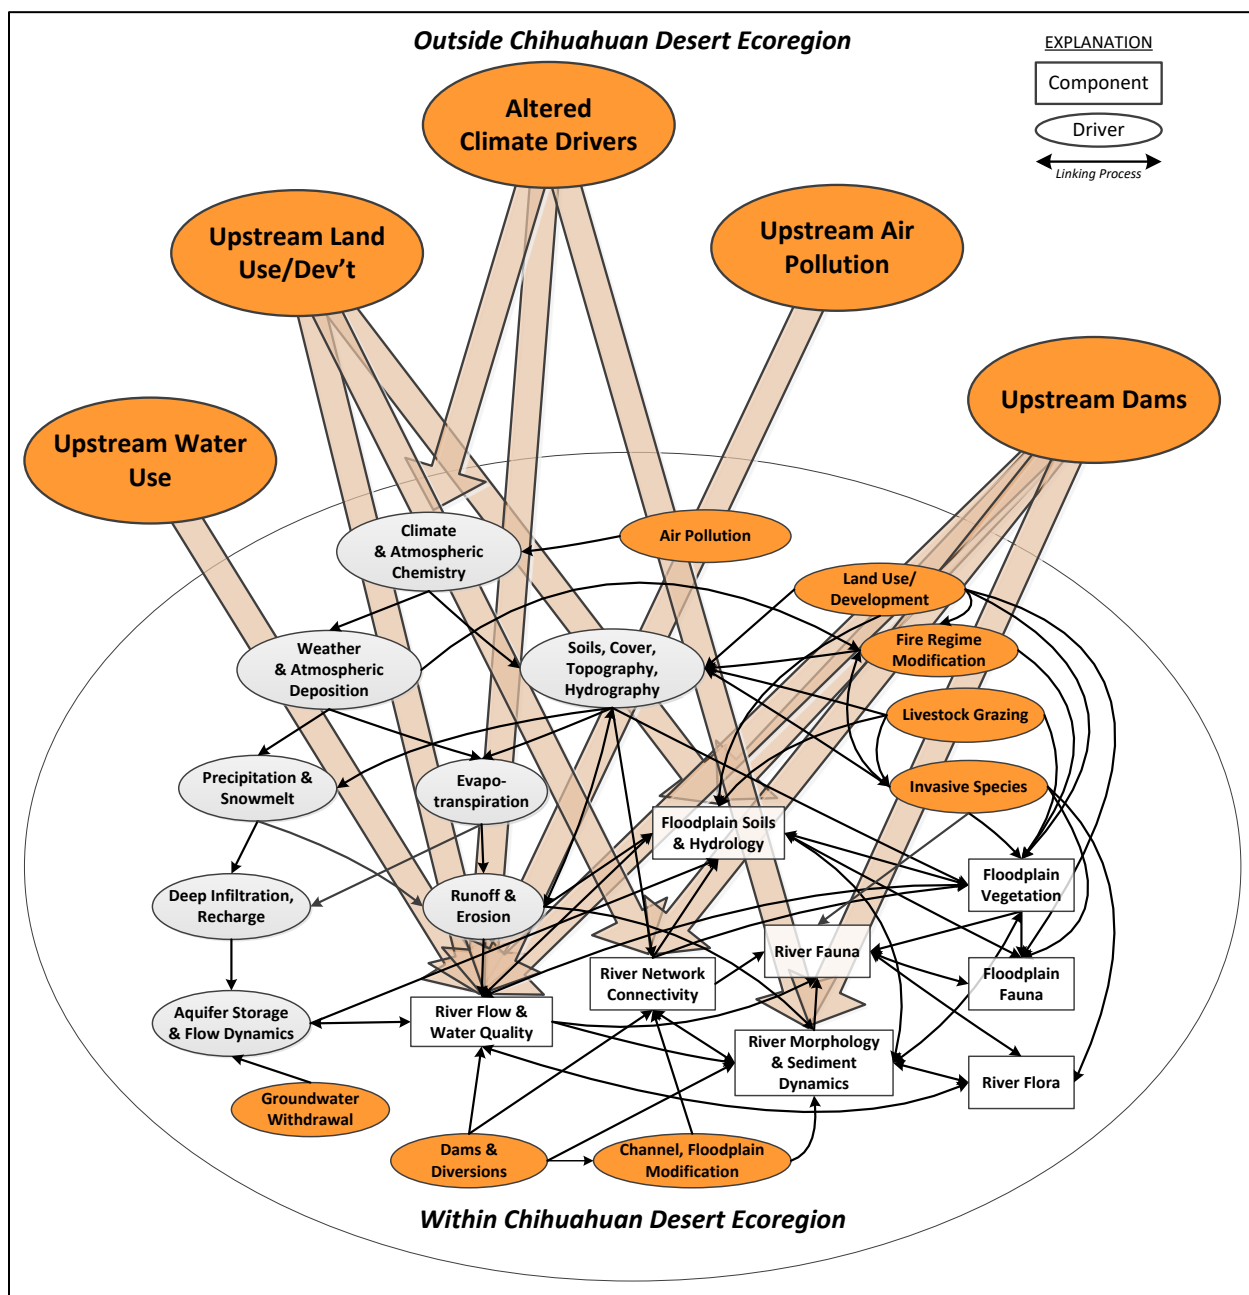 Outside Chihuahuan Desert Ecoregion
EXPLANATION
Component
Driver
Linking Process
Altered
Climate Drivers
Upstream Land
Use/Dev't
Upstream Air
Pollution
Upstream Dams
Upstream Water
Use
Climate
& Atmospheric
Chemistry
Air Pollution
Land Use/
Development
Weather
& Atmospheric
Deposition
Soils, Cover,
Topography,
Hydrography
Fire Regime
Modification
Livestock Grazing
Precipitation &
Snowmelt
Evapo-
transpiration
Invasive Species
Floodplain Soils
& Hydrology
Deep Infiltration,
Recharge
Runoff &
Erosion
Floodplain
Vegetation
River Fauna
River Network
Connectivity
Floodplain
Fauna
Aquifer Storage
& Flow Dynamics
River Flow &
Water Quality
River Morphology
& Sediment
Dynamics
River Flora
Groundwater
Withdrawal
Dams &
Diversions
Channel, Floodplain
Modification
Within Chihuahuan Desert Ecoregion